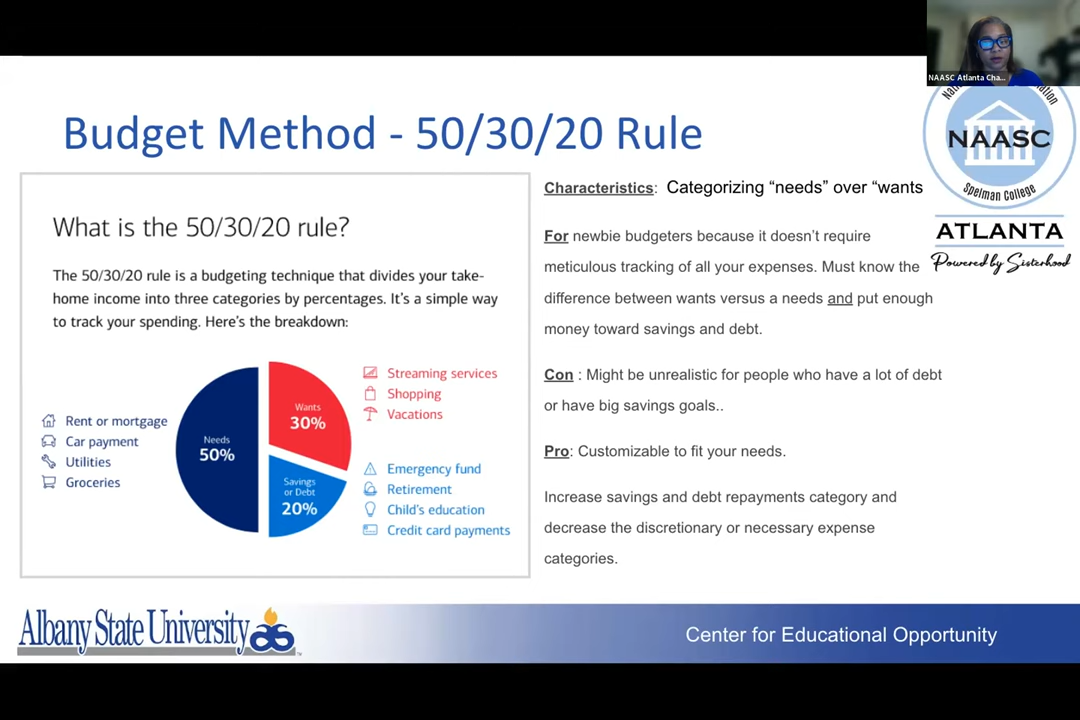 NAASC Atlanta Cha...
Budget Method - 50/30/20 Rule
NAASC
Spelman College
ATLANTA
Powered by Sisterhood
What is the 50/30/20 rule?
The 50/30/20 rule is a budgeting technique that divides your take-
home income into three categories by percentages. It's a simple way
to track your spending. Here's the breakdown:
Rent or mortgage
Car payment
Utilities
Groceries
Needs
50%
Wants
30%
Savings
or Debt
20%
Streaming services
Shopping
Vacations
Emergency fund
Retirement
Child's education
Credit card payments
Characteristics: Categorizing “needs” over “wants
For newbie budgeters because it doesn't require
meticulous tracking of all your expenses. Must know the
difference between wants versus a needs and put enough
money toward savings and debt.
Con : Might be unrealistic for people who have a lot of debt
or have big savings goals..
Pro: Customizable to fit your needs.
Increase savings and debt repayments category and
decrease the discretionary or necessary expense
categories.
Albany State University
Center for Educational Opportunity